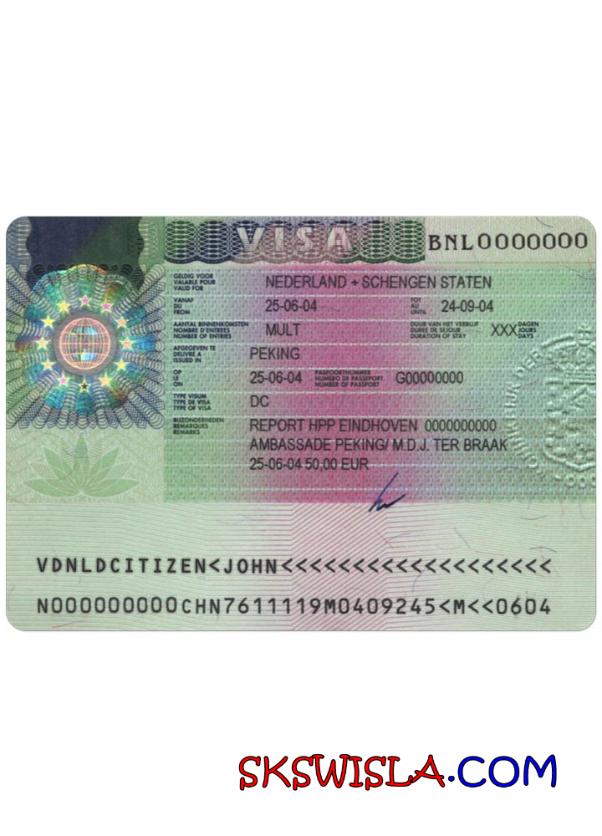 VISA
BNL0000000
GELDIG VOOR
VALABLE POUR
VALID FOR
NEDERLAND + SCHENGEN STATEN
VANAF
DU
FROM
25-06-04
TOT
AU
UNTIL
24-09-04
AANTAL BINNENKOMSTEN
NOMBRE D'ENTREES
NUMBER OF ENTRIES
MULT
DUUR VAN HET VERBLIJF
DUREE DE SEJOUR
DURATION OF STAY
XXX
DAGEN
JOURS
DAYS
AFGEGEVEN TE
DELIVRE A
ISSUED IN
PEKING
OP
LE
ON
25-06-04
PASPOORTNUMMER
NUMERO DE PASSEPORT
NUMBER OF PASSPORT
G00000000
TYPE VISUM
TYPE DE VISA
TYPE OF VISA
DC
BIJZONDERHEDEN
REMARQUES
REMARKS
REPORT HPP EINDHOVEN 0000000000
AMBASSADE PEKING/ M.D.J. TER BRAAK
25-06-04 50,00 EUR
VDNLDCITIZEN<JOHN<<<<<<<<<<<<<<<<<<<
N000000000CHN7611119M0409245<M<<0604
SKSWISLA.COM